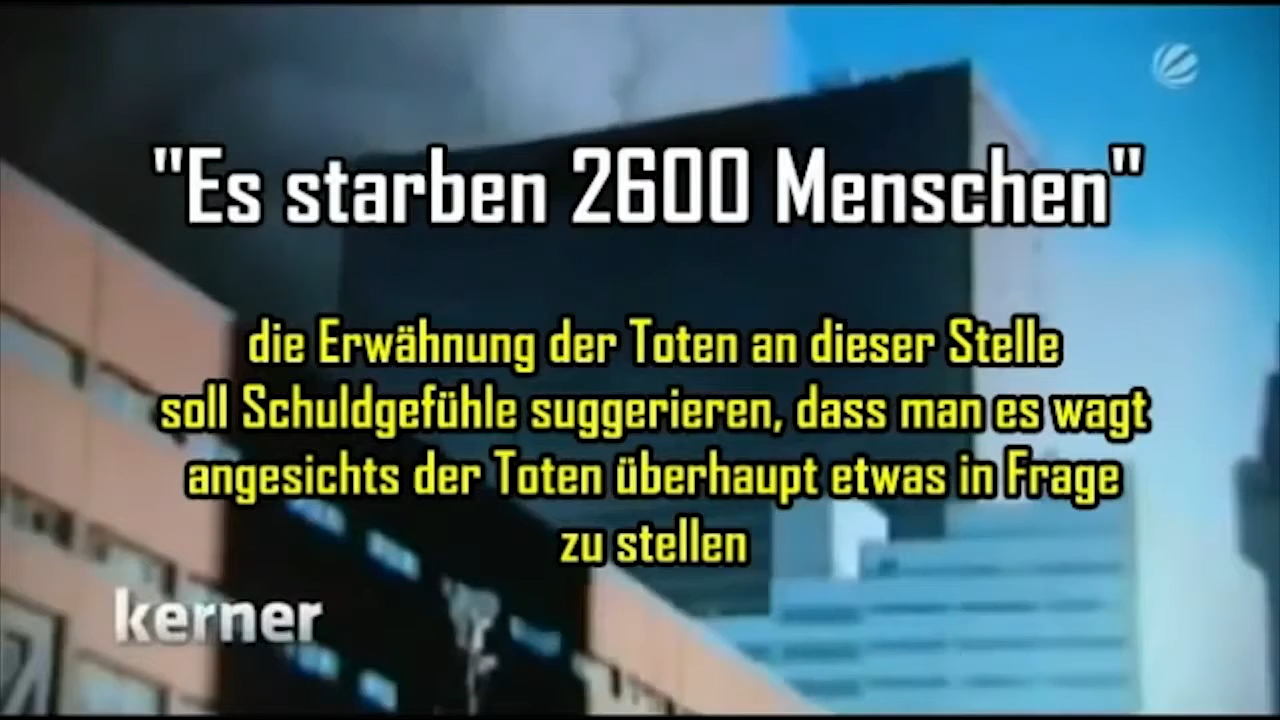 "Es starben 2600 Menschen"
die Erwähnung der Toten an dieser Stelle
soll Schuldgefühle suggerieren, dass man es wagt
angesichts der Toten überhaupt etwas in Frage
zu stellen
kerner